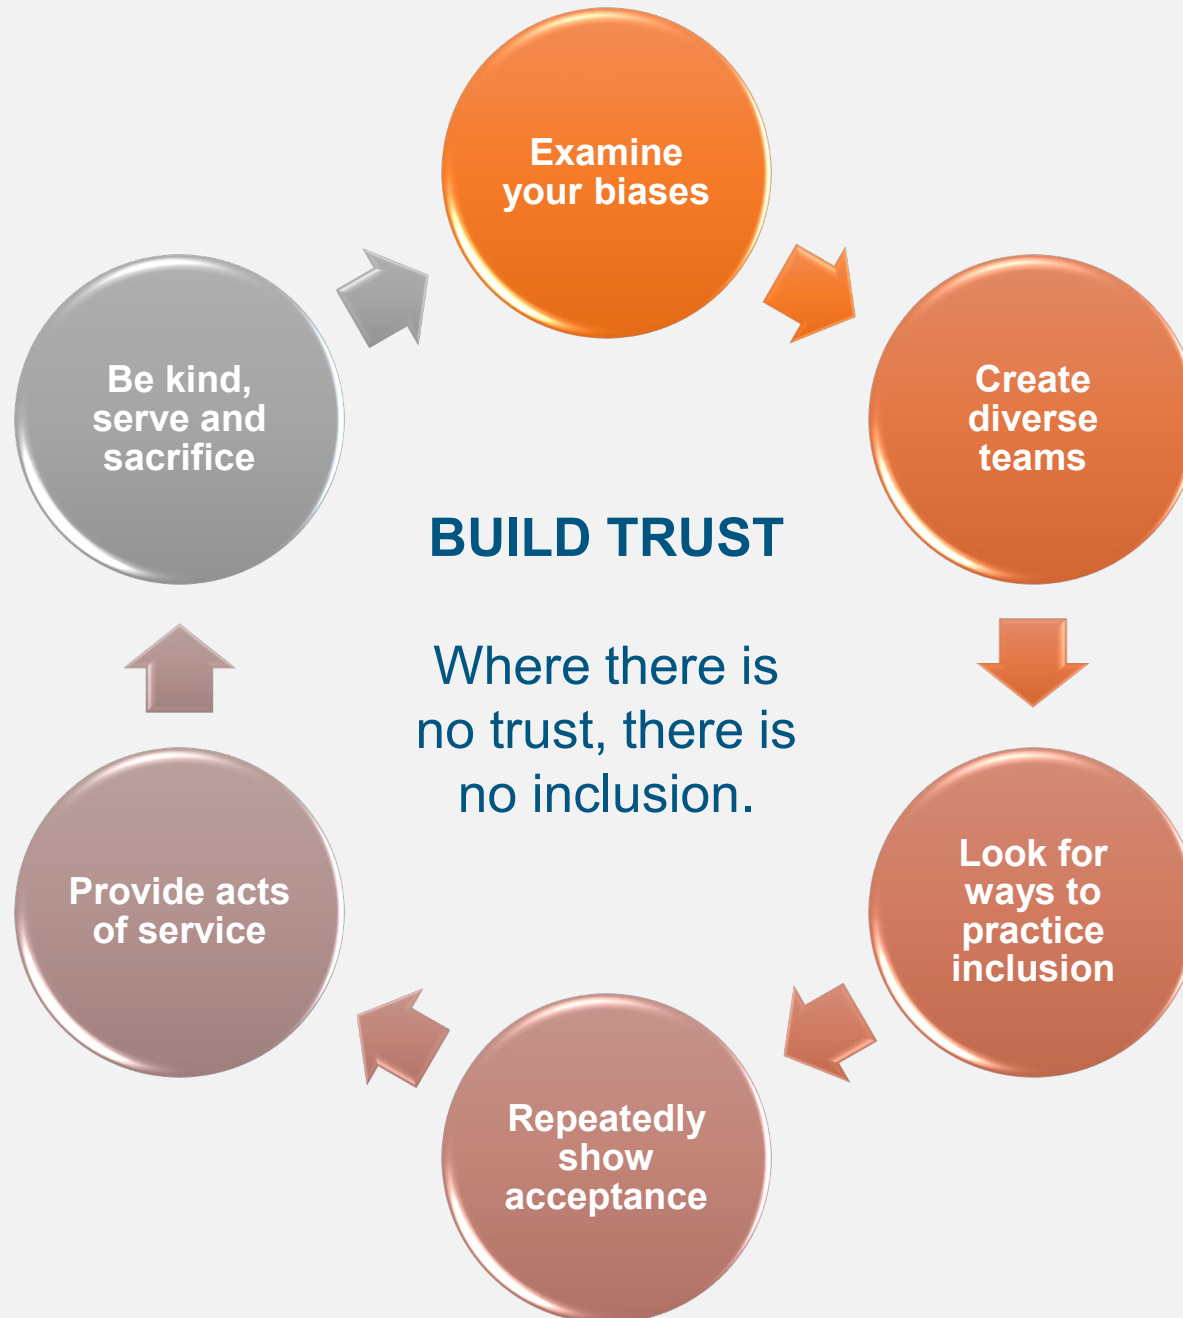 Examine
your biases
Create
diverse
teams
Look for
ways to
practice
inclusion
Repeatedly
show
acceptance
Provide acts
of service
Be kind,
serve and
sacrifice
BUILD TRUST
Where there is
no trust, there is
no inclusion.